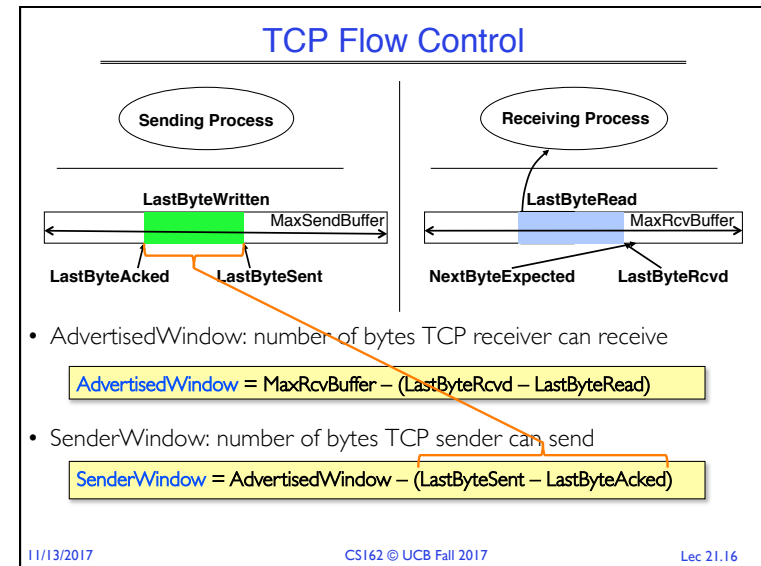 TCP Flow Control
Sending Process
Receiving Process
LastByteWritten
LastByteRead
MaxSendBuffer
MaxRcvBuffer
LastByteAcked
LastByteSent
NextByteExpected
LastByteRcvd
• AdvertisedWindow: number of bytes TCP receiver can receive
AdvertisedWindow = MaxRcvBuffer – (LastByteRcvd – LastByteRead)
• SenderWindow: number of bytes TCP sender can send
SenderWindow = AdvertisedWindow – (LastByteSent – LastByteAcked)
11/13/2017
CS162 © UCB Fall 2017
Lec 21.16